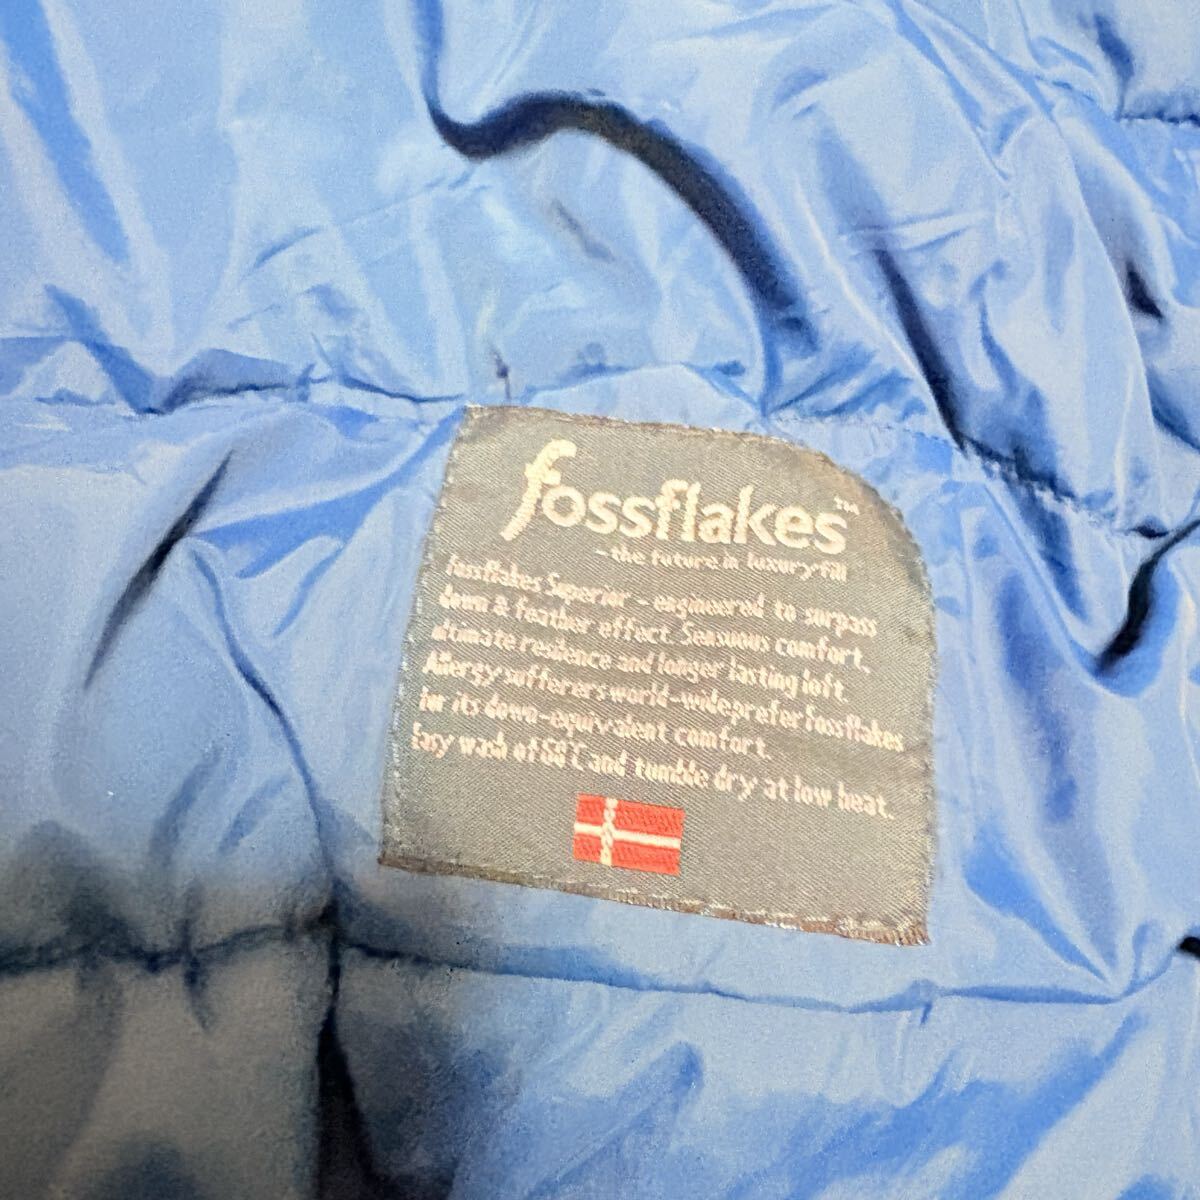 fossflakes™
- the future in luxury fill
fossflakes Superior - engineered to surpass
down & feather effect. Sensuous comfort,
ultimate resilience and longer lasting loft.
Allergy sufferers world-wide prefer fossflakes
for its down-equivalent comfort.
Easy wash of 60°C and tumble dry at low heat.